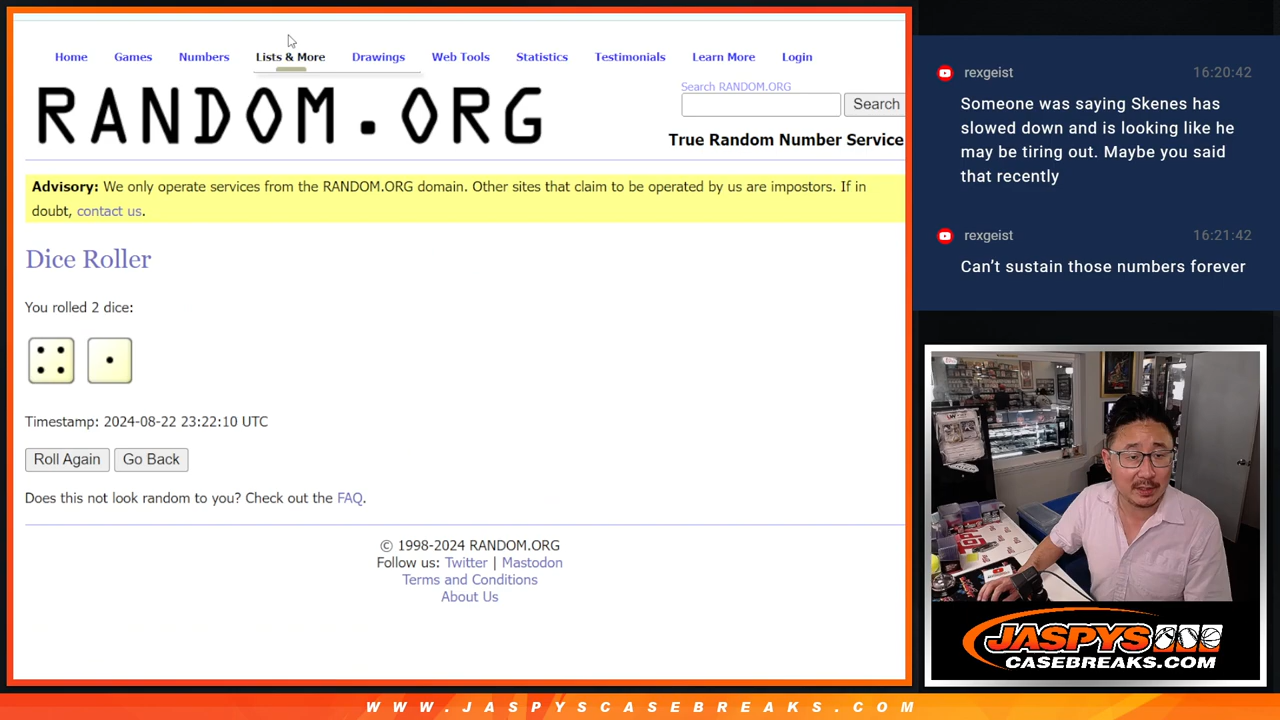 Home Games Numbers Lists & More Drawings Web Tools Statistics Testimonials Learn More Login
RANDOM.ORG
Search RANDOM.ORG
Search
True Random Number Service
Advisory: We only operate services from the RANDOM.ORG domain. Other sites that claim to be operated by us are impostors. If in
doubt, contact us.
Dice Roller
You rolled 2 dice:
Timestamp: 2024-08-22 23:22:10 UTC
Roll Again Go Back
Does this not look random to you? Check out the FAQ.
© 1998-2024 RANDOM.ORG
Follow us: Twitter | Mastodon
Terms and Conditions
About Us
rexgeist 16:20:42
Someone was saying Skenes has
slowed down and is looking like he
may be tiring out. Maybe you said
that recently
rexgeist 16:21:42
Can't sustain those numbers forever
JASPYS
CASEBREAKS.COM
WWW.JASPYSCASEBREAKS.COM